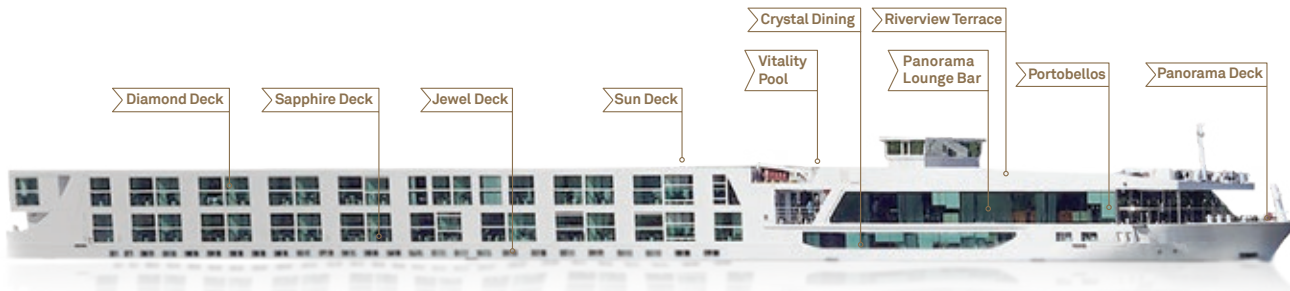 Crystal Dining
Riverview Terrace
Vitality
Pool
Panorama
Lounge Bar
Portobellos
Panorama Deck
Diamond Deck
Sapphire Deck
Jewel Deck
Sun Deck